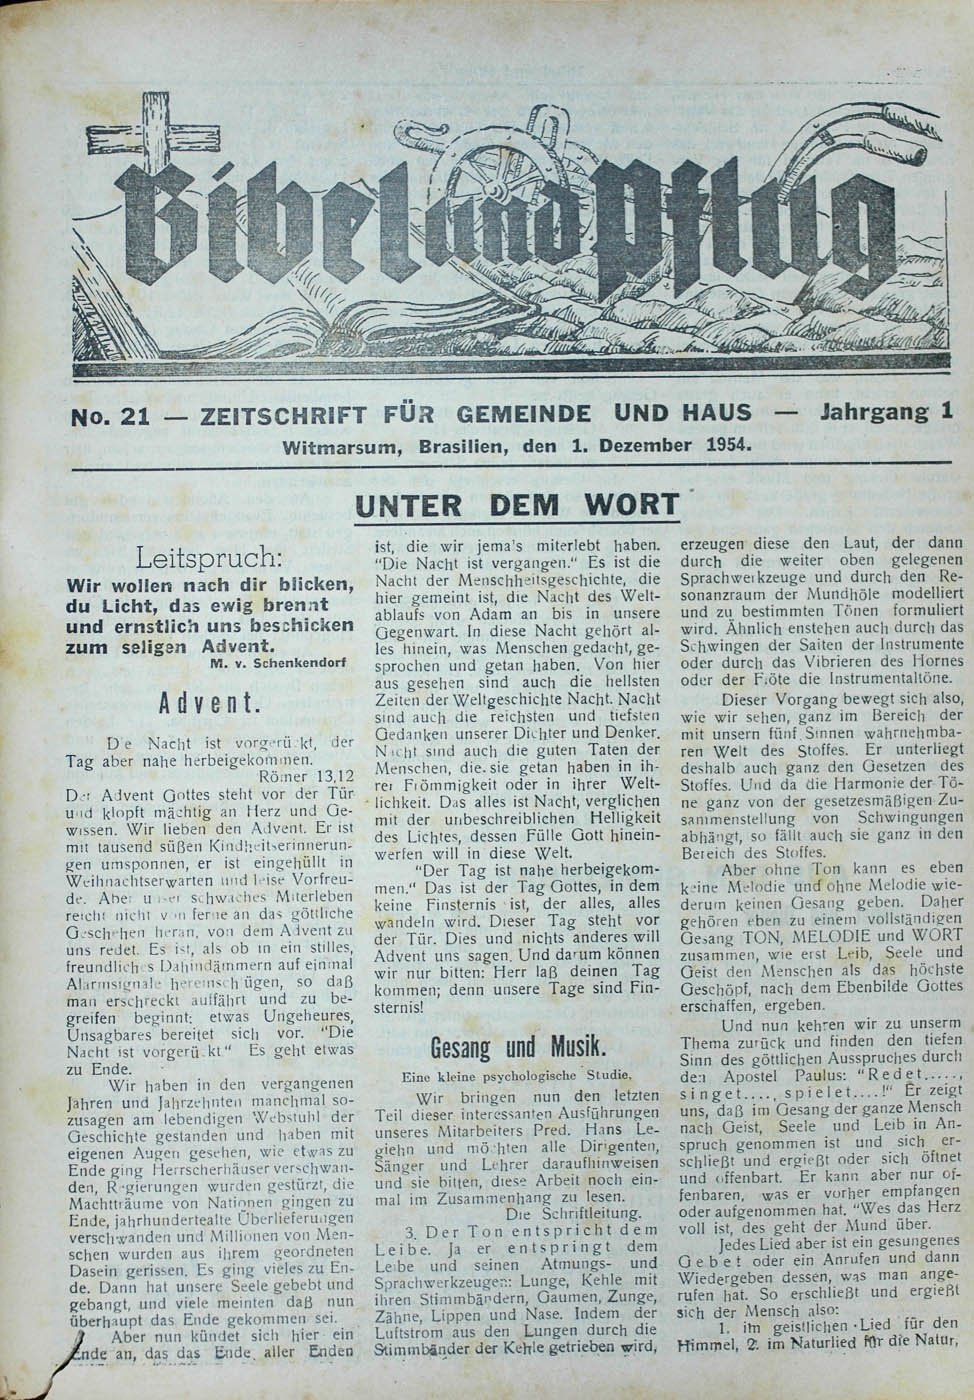 Bibel und Pflug
No. 21 — ZEITSCHRIFT FÜR GEMEINDE UND HAUS — Jahrgang 1
Witmarsum, Brasilien, den 1. Dezember 1954.
UNTER DEM WORT
Leitspruch:
Wir wollen nach dir blicken,
du Licht, das ewig brennt
und ernstlich uns beschicken
zum seligen Advent.
M. v. Schenkendorf
Advent.
Die Nacht ist vorgerückt, der
Tag aber nahe herbeigekommen.
Römer 13,12
Der Advent Gottes steht vor der Tür
und klopft mächtig an Herz und Ge-
wissen. Wir lieben den Advent. Er ist
mit tausend süßen Kindheitserinnerun-
gen umsponnen, er ist eingehüllt in
Weihnachtserwarten und leise Vorfreu-
de. Aber unser schwaches Miterleben
reicht nicht von ferne an das göttliche
Geschehen heran, von dem Advent zu
uns redet. Es ist, als ob in ein stilles,
freundliches Dahindämmern auf einmal
Alarmsignale hereinschlügen, so daß
man erschreckt auffährt und zu be-
greifen beginnt: etwas Ungeheures,
Unsagbares bereitet sich vor. "Die
Nacht ist vorgerückt." Es geht etwas
zu Ende.
Wir haben in den vergangenen
Jahren und Jahrzehnten manchmal so-
zusagen am lebendigen Webstuhl der
Geschichte gestanden und haben mit
eigenen Augen gesehen, wie etwas zu
Ende ging Herrscherhäuser verschwan-
den, Regierungen wurden gestürzt, die
Machtträume von Nationen gingen zu
Ende, jahrhundertealte Überlieferungen
verschwanden und Millionen von Men-
schen wurden aus ihrem geordneten
Dasein gerissen. Es ging vieles zu En-
de. Dann hat unsere Seele gebebt und
gebangt, und viele meinten daß nun
überhaupt das Ende gekommen sei.
Aber nun kündet sich hier ein
Ende an, das das Ende aller Enden
ist, die wir jema's miterlebt haben.
"Die Nacht ist vergangen." Es ist die
Nacht der Menschheitsgeschichte, die
hier gemeint ist, die Nacht des Welt-
ablaufs von Adam an bis in unsere
Gegenwart. In diese Nacht gehört al-
les hinein, was Menschen gedacht, ge-
sprochen und getan haben. Von hier
aus gesehen sind auch die hellsten
Zeiten der Weltgeschichte Nacht. Nacht
sind auch die reichsten und tiefsten
Gedanken unserer Dichter und Denker.
Nicht sind auch die guten Taten der
Menschen, die sie getan haben in ih-
rer Frömmigkeit oder in ihrer Welt-
lichkeit. Das alles ist Nacht, verglichen
mit der unbeschreiblichen Helligkeit
des Lichtes, dessen Fülle Gott hinein-
werfen will in diese Welt.
"Der Tag ist nahe herbeigekom-
men." Das ist der Tag Gottes, in dem
keine Finsternis ist, der alles, alles
wandeln wird. Dieser Tag steht vor
der Tür. Dies und nichts anderes will
Advent uns sagen. Und darum können
wir nur bitten: Herr laß deinen Tag
kommen; denn unsere Tage sind Fin-
sternis!
Gesang und Musik.
Eine kleine psychologische Studie.
Wir bringen nun den letzten
Teil dieser interessanten Ausführungen
unseres Mitarbeiters Pred. Hans Le-
giehn und möchten alle Dirigenten,
Sänger und Lehrer daraufhinweisen
und sie bitten, diese Arbeit noch ein-
mal im Zusammenhang zu lesen.
Die Schriftleitung.
3. Der Ton entspricht dem
Leibe. Ja er entspringt dem
Leibe und seinen Atmungs- und
Sprachwerkzeugen: Lunge, Kehle mit
ihren Stimmbändern, Gaumen, Zunge,
Zähne, Lippen und Nase. Indem der
Luftstrom aus den Lungen durch die
Stimmbänder der Kehle getrieben wird,
erzeugen diese den Laut, der dann
durch die weiter oben gelegenen
Sprachwerkzeuge und durch den Re-
sonanzraum der Mundhöle modelliert
und zu bestimmten Tönen formuliert
wird. Ähnlich enstehen auch durch das
Schwingen der Saiten der Instrumente
oder durch das Vibrieren des Hornes
oder der Flöte die Instrumentaltöne.
Dieser Vorgang bewegt sich also,
wie wir sehen, ganz im Bereich der
mit unsern fünf Sinnen wahrnehmba-
ren Welt des Stoffes. Er unterliegt
deshalb auch ganz den Gesetzen des
Stoffes. Und da die Harmonie der Tö-
ne ganz von der gesetzesmäßigen Zu-
sammenstellung von Schwingungen
abhängt, so fällt auch sie ganz in den
Bereich des Stoffes.
Aber ohne Ton kann es eben
keine Melodie und ohne Melodie wie-
derum keinen Gesang geben. Daher
gehören eben zu einem vollständigen
Gesang TON, MELODIE und WORT
zusammen, wie erst Leib, Seele und
Geist den Menschen als das höchste
Geschöpf, nach dem Ebenbilde Gottes
erschaffen, ergeben.
Und nun kehren wir zu unserm
Thema zurück und finden den tiefen
Sinn des göttlichen Ausspruches durch
den Apostel Paulus: "Redet.....,
singet...., spielet....!" Er zeigt
uns, daß im Gesang der ganze Mensch
nach Geist, Seele und Leib in An-
spruch genommen ist und sich er-
schließt und ergießt oder sich öffnet
und offenbart. Er kann aber nur of-
fenbaren, was er vorher empfangen
oder aufgenommen hat. "Wes das Herz
voll ist, des geht der Mund über.
Jedes Lied aber ist ein gesungenes
Gebet oder ein Anrufen und dann
Wiedergeben dessen, was man ange-
rufen hat. So erschließt und ergießt
sich der Mensch also:
1. im geistlichen Lied für den
Himmel, 2. im Naturlied für die Natur,